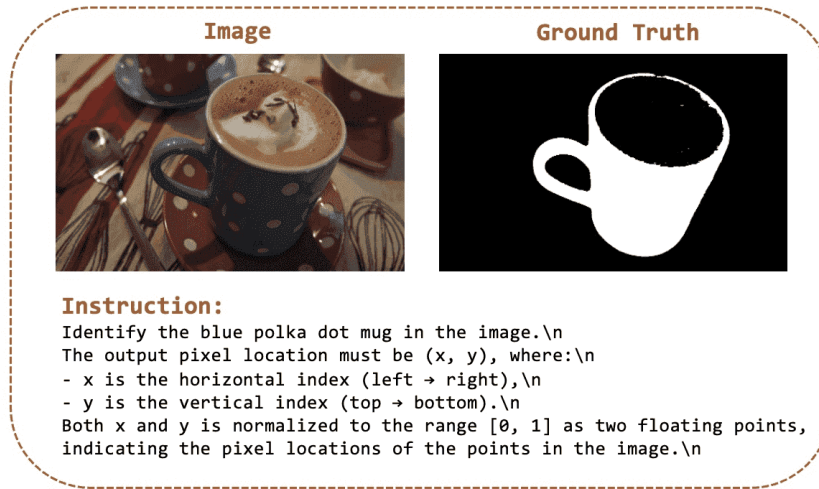 Image
Ground Truth
Instruction:
Identify the blue polka dot mug in the image.\n
The output pixel location must be (x, y), where:\n
- x is the horizontal index (left → right),\n
- y is the vertical index (top → bottom).\n
Both x and y is normalized to the range [0, 1] as two floating points,
indicating the pixel locations of the points in the image.\n